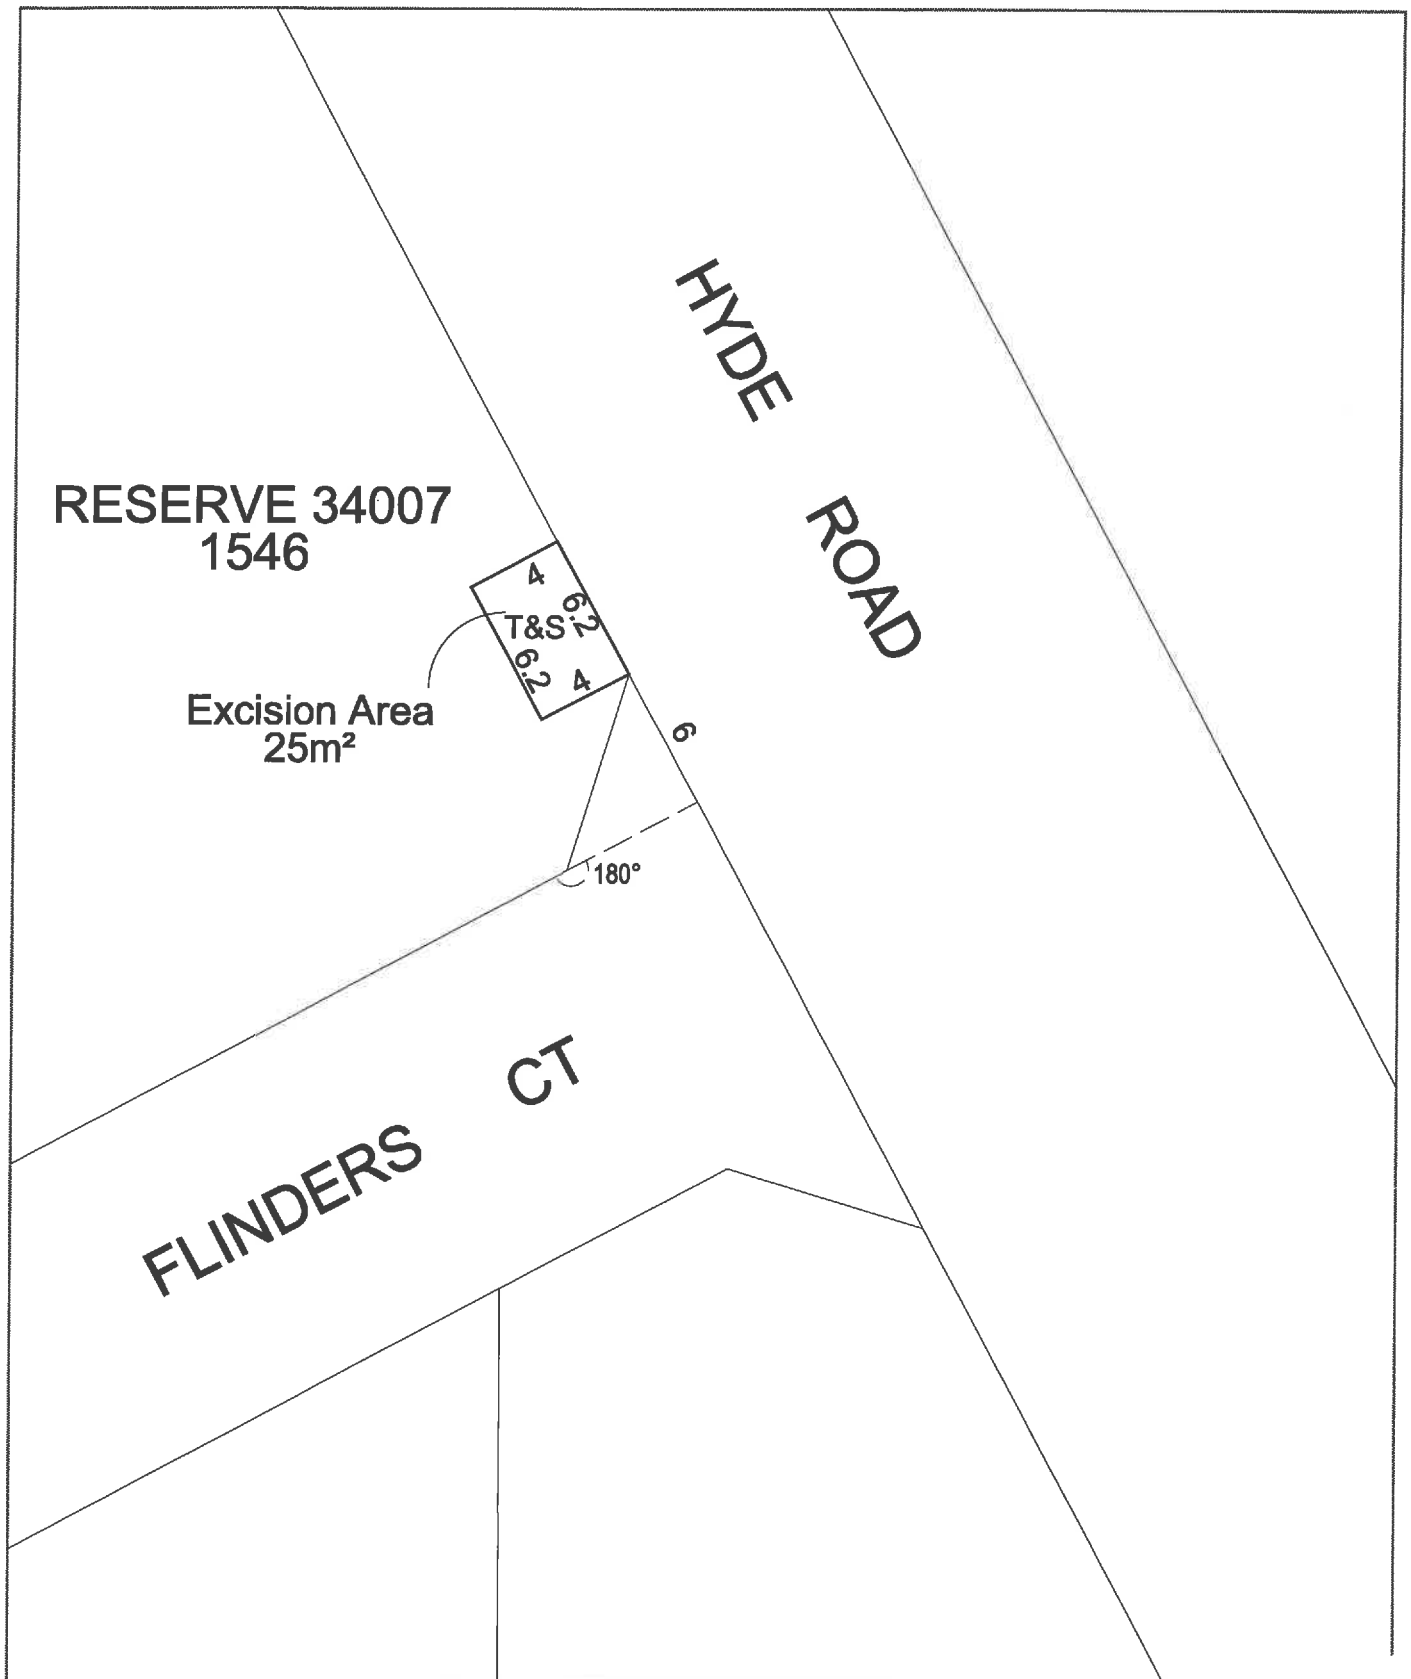 HYDE ROAD
RESERVE 34007
1546
4
6.2
T&S
6.2
4
Excision Area
25m²
6
180°
FLINDERS CT